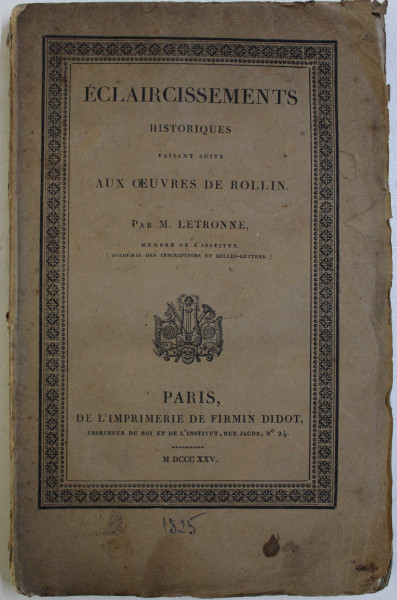 ÉCLAIRCISSEMENTS
HISTORIQUES
FAISANT SUITE
AUX ŒUVRES DE ROLLIN.
PAR M. LETRONNE,
MEMBRE DE L'INSTITUT.
(ACADÉMIE DES INSCRIPTIONS ET BELLES-LETTRES.)
PARIS,
DE L'IMPRIMERIE DE FIRMIN DIDOT,
IMPRIMEUR DU ROI ET DE L'INSTITUT, RUE JACOB, Nº 24.
M DCCC XXV.
1825